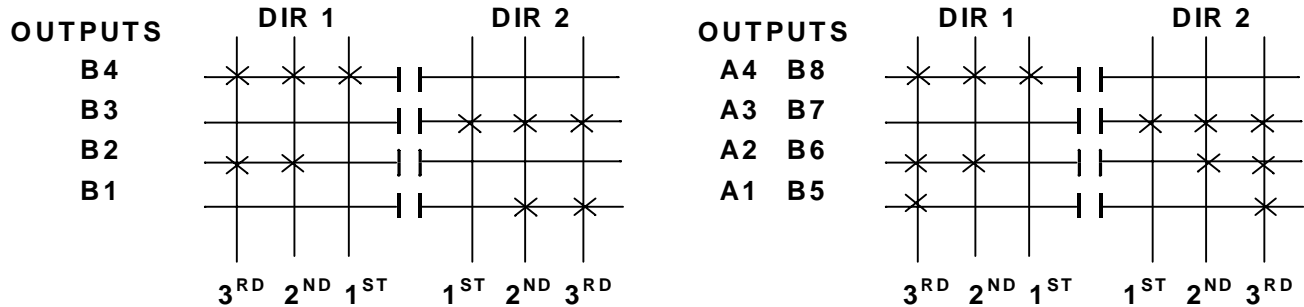 DIR 1 DIR 2
OUTPUTS
B4
B3
B2
B1
3RD 2ND 1ST 1ST 2ND 3RD
DIR 1 DIR 2
OUTPUTS
A4 B8
A3 B7
A2 B6
A1 B5
3RD 2ND 1ST 1ST 2ND 3RD